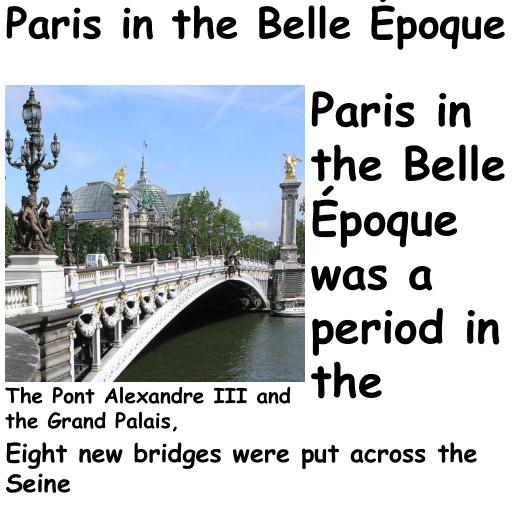 Paris in the Belle Époque
Paris in
the Belle
Époque
was a
period in
the
The Pont Alexandre III and
the Grand Palais,
Eight new bridges were put across the
Seine